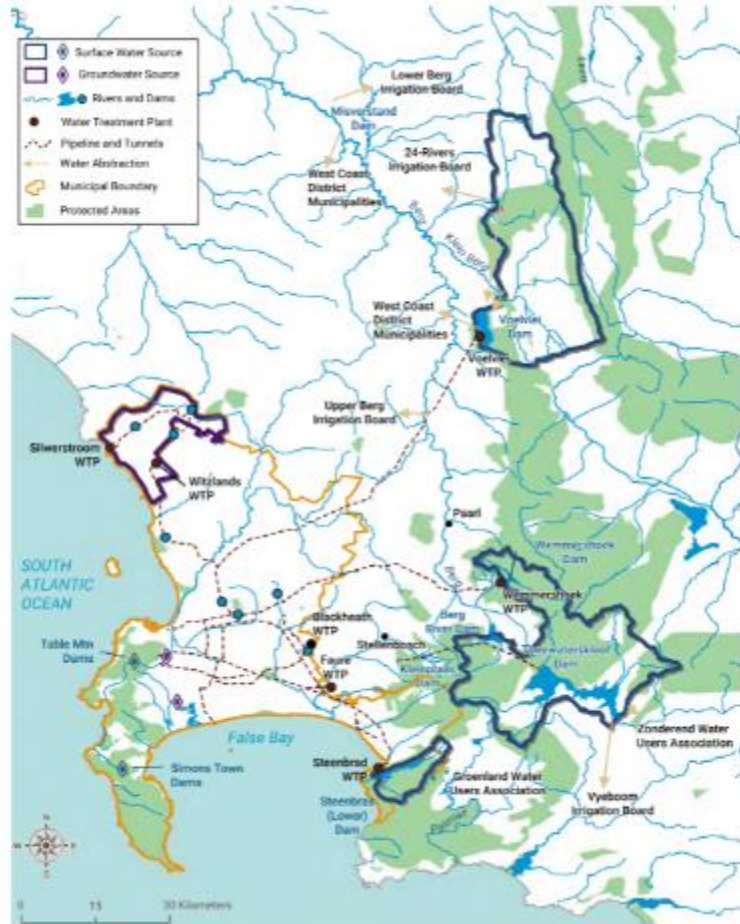 Surface Water Source
Groundwater Source
Rivers and Dams
Water Treatment Plant
Pipeline and Tunnels
Water Abstraction
Municipal Boundary
Protected Areas
Lower Berg
Irrigation Board
Misverstand
Dam
24-Rivers
Irrigation Board
West Coast
District
Municipalities
Berg
Klein Berg
West Coast
District
Municipalities
Voelvlei
Dam
Voelvlei
WTP
Upper Berg
Irrigation Board
Silwerstroom
WTP
Witzlands
WTP
Paarl
Wemmershoek
Dam
SOUTH
ATLANTIC
OCEAN
Wemmershoek
WTP
Berg
Berg
River Dam
Blackheath
WTP
Stellenbosch
Table Mtn
Dams
Faure
WTP
Kleinplaas
Dam
Theewaterskloof
Dam
False Bay
Zonderend Water
Users Association
Steenbras
WTP
Simons Town
Dams
Groenland Water
Users Association
Vyeboom
Irrigation Board
Steenbras
(Lower)
Dam
Palmiet
N
W
E
S
0 15 30 Kilometers